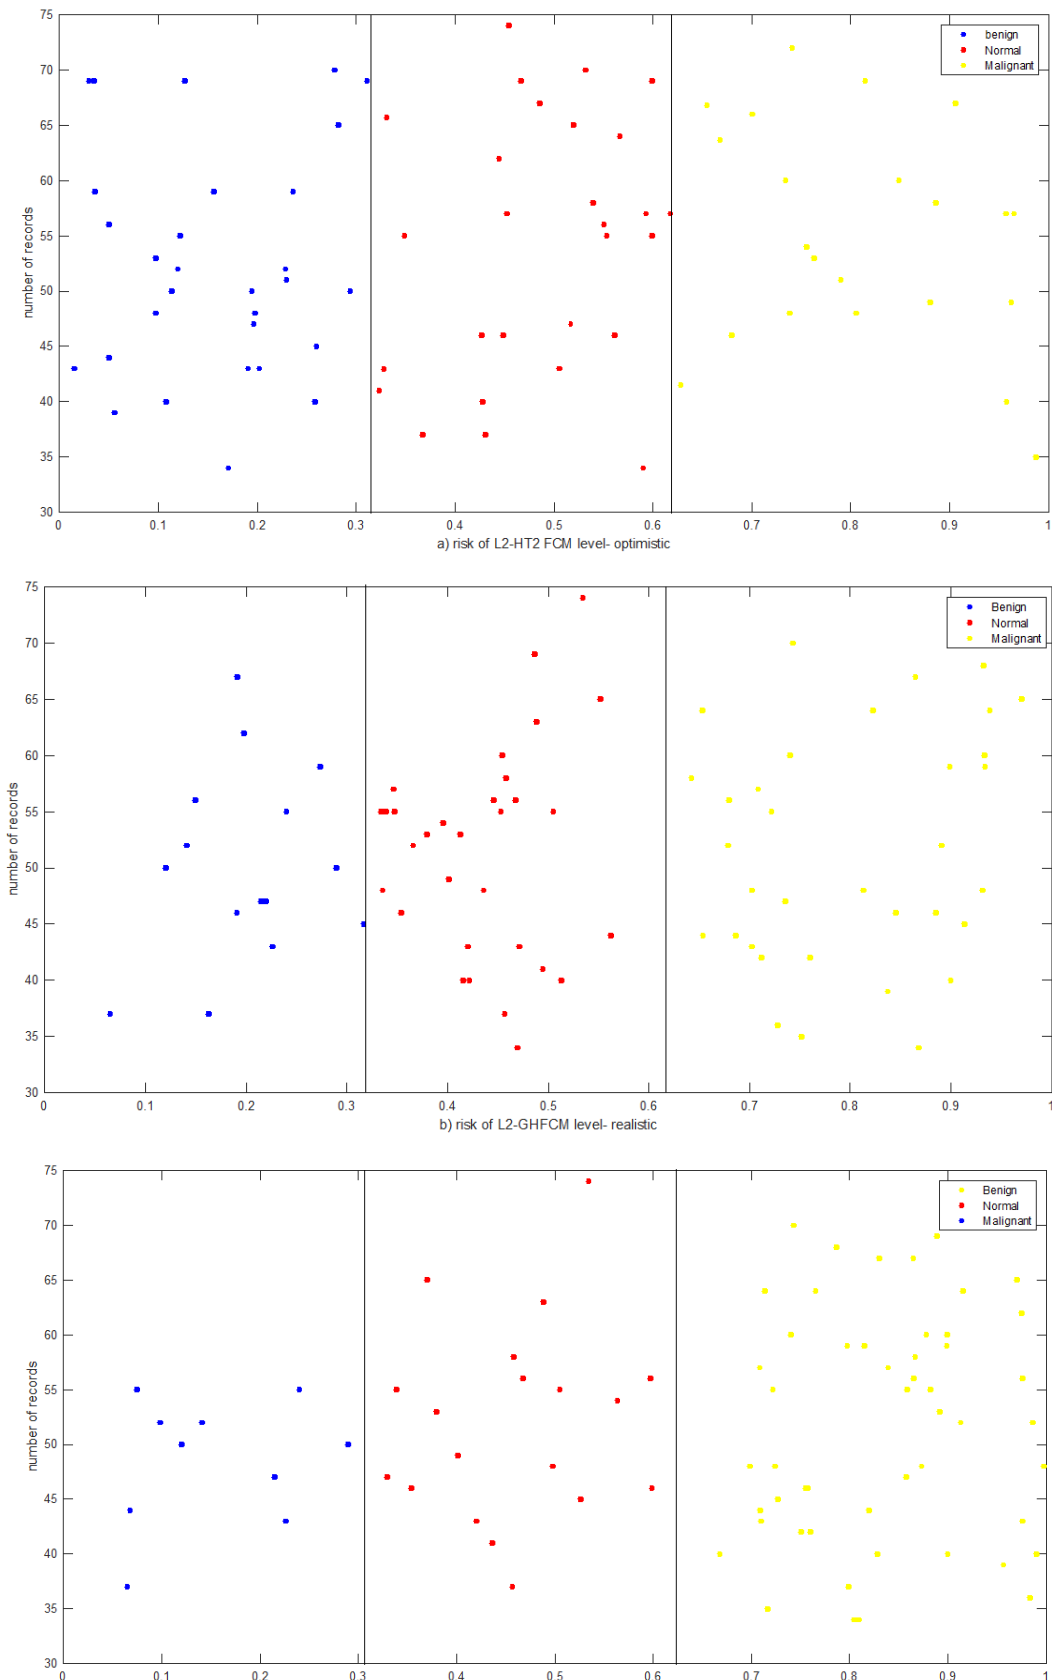 75
70
65
60
55
50
45
40
35
30
number of records
benign
Normal
Malignant
0 0.1 0.2 0.3 0.4 0.5 0.6 0.7 0.8 0.9 1
a) risk of L2-HT2 FCM level- optimistic
75
70
65
60
55
50
45
40
35
30
number of records
Benign
Normal
Malignant
0 0.1 0.2 0.3 0.4 0.5 0.6 0.7 0.8 0.9 1
b) risk of L2-GHFCM level- realistic
75
70
65
60
55
50
45
40
35
30
number of records
Benign
Normal
Malignant
0 0.1 0.2 0.3 0.4 0.5 0.6 0.7 0.8 0.9 1